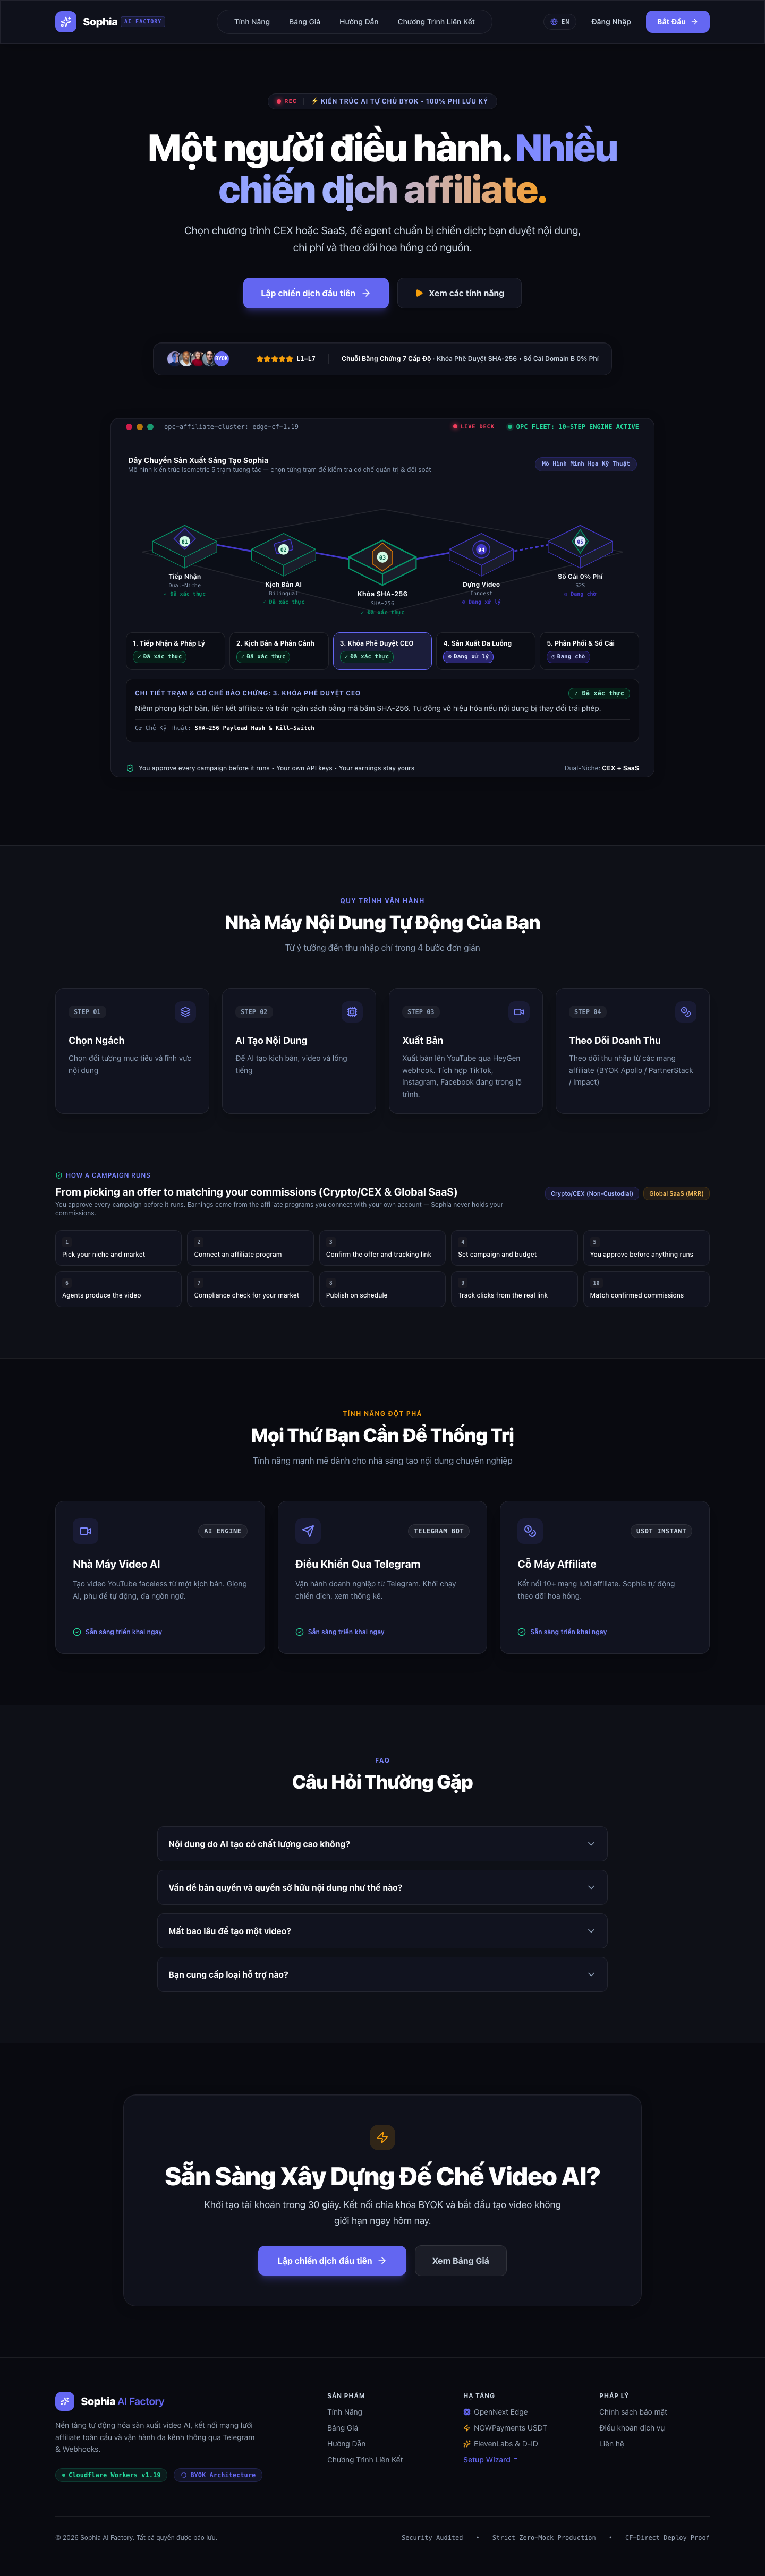 Sophia AI FACTORY
Tính Năng
Bảng Giá
Hướng Dẫn
Chương Trình Liên Kết
EN
Đăng Nhập
Bắt Đầu
REC
⚡ KIẾN TRÚC AI TỰ CHỦ BYOK • 100% PHI LƯU KÝ
Một người điều hành. Nhiều
chiến dịch affiliate.
Chọn chương trình CEX hoặc SaaS, để agent chuẩn bị chiến dịch; bạn duyệt nội dung,
chi phí và theo dõi hoa hồng có nguồn.
Lập chiến dịch đầu tiên
Xem các tính năng
BYOK
L1–L7
Chuỗi Bằng Chứng 7 Cấp Độ · Khóa Phê Duyệt SHA-256 • Sổ Cái Domain B 0% Phí
opc-affiliate-cluster: edge-cf-1.19
LIVE DECK
OPC FLEET: 10-STEP ENGINE ACTIVE
Dây Chuyền Sản Xuất Sáng Tạo Sophia
Mô hình kiến trúc Isometric 5 trạm tương tác — chọn từng trạm để kiểm tra cơ chế quản trị & đối soát
Mô Hình Minh Họa Kỹ Thuật
01
Tiếp Nhận
Dual-Niche
✓ Đã xác thực
02
Kịch Bản AI
Bilingual
✓ Đã xác thực
03
Khóa SHA-256
SHA-256
✓ Đã xác thực
04
Dựng Video
Inngest
Đang xử lý
05
Sổ Cái 0% Phí
S2S
Đang chờ
1. Tiếp Nhận & Pháp Lý
✓ Đã xác thực
2. Kịch Bản & Phân Cảnh
✓ Đã xác thực
3. Khóa Phê Duyệt CEO
✓ Đã xác thực
4. Sản Xuất Đa Luồng
Đang xử lý
5. Phân Phối & Sổ Cái
Đang chờ
CHI TIẾT TRẠM & CƠ CHẾ BẢO CHỨNG: 3. KHÓA PHÊ DUYỆT CEO
✓ Đã xác thực
Niêm phong kịch bản, liên kết affiliate và trần ngân sách bằng mã băm SHA-256. Tự động vô hiệu hóa nếu nội dung bị thay đổi trái phép.
Cơ Chế Kỹ Thuật: SHA-256 Payload Hash & Kill-Switch
You approve every campaign before it runs • Your own API keys • Your earnings stay yours
Dual-Niche: CEX + SaaS
QUY TRÌNH VẬN HÀNH
Nhà Máy Nội Dung Tự Động Của Bạn
Từ ý tưởng đến thu nhập chỉ trong 4 bước đơn giản
STEP 01
Chọn Ngách
Chọn đối tượng mục tiêu và lĩnh vực
nội dung
STEP 02
AI Tạo Nội Dung
Để AI tạo kịch bản, video và lồng
tiếng
STEP 03
Xuất Bản
Xuất bản lên YouTube qua HeyGen
webhook. Tích hợp TikTok,
Instagram, Facebook đang trong lộ
trình.
STEP 04
Theo Dõi Doanh Thu
Theo dõi thu nhập từ các mạng
affiliate (BYOK Apollo / PartnerStack
/ Impact)
HOW A CAMPAIGN RUNS
From picking an offer to matching your commissions (Crypto/CEX & Global SaaS)
You approve every campaign before it runs. Earnings come from the affiliate programs you connect with your own account — Sophia never holds your
commissions.
Crypto/CEX (Non-Custodial)
Global SaaS (MRR)
1
Pick your niche and market
2
Connect an affiliate program
3
Confirm the offer and tracking link
4
Set campaign and budget
5
You approve before anything runs
6
Agents produce the video
7
Compliance check for your market
8
Publish on schedule
9
Track clicks from the real link
10
Match confirmed commissions
TÍNH NĂNG ĐỘT PHÁ
Mọi Thứ Bạn Cần Để Thống Trị
Tính năng mạnh mẽ dành cho nhà sáng tạo nội dung chuyên nghiệp
AI ENGINE
Nhà Máy Video AI
Tạo video YouTube faceless từ một kịch bản. Giọng
AI, phụ đề tự động, đa ngôn ngữ.
Sẵn sàng triển khai ngay
TELEGRAM BOT
Điều Khiển Qua Telegram
Vận hành doanh nghiệp từ Telegram. Khởi chạy
chiến dịch, xem thống kê.
Sẵn sàng triển khai ngay
USDT INSTANT
Cỗ Máy Affiliate
Kết nối 10+ mạng lưới affiliate. Sophia tự động
theo dõi hoa hồng.
Sẵn sàng triển khai ngay
FAQ
Câu Hỏi Thường Gặp
Nội dung do AI tạo có chất lượng cao không?
Vấn đề bản quyền và quyền sở hữu nội dung như thế nào?
Mất bao lâu để tạo một video?
Bạn cung cấp loại hỗ trợ nào?
Sẵn Sàng Xây Dựng Đế Chế Video AI?
Khởi tạo tài khoản trong 30 giây. Kết nối chìa khóa BYOK và bắt đầu tạo video không
giới hạn ngay hôm nay.
Lập chiến dịch đầu tiên
Xem Bảng Giá
Sophia AI Factory
Nền tảng tự động hóa sản xuất video AI, kết nối mạng lưới
affiliate toàn cầu và vận hành đa kênh thông qua Telegram
& Webhooks.
Cloudflare Workers v1.19
BYOK Architecture
SẢN PHẨM
Tính Năng
Bảng Giá
Hướng Dẫn
Chương Trình Liên Kết
HẠ TẦNG
OpenNext Edge
NOWPayments USDT
ElevenLabs & D-ID
Setup Wizard
PHÁP LÝ
Chính sách bảo mật
Điều khoản dịch vụ
Liên hệ
© 2026 Sophia AI Factory. Tất cả quyền được bảo lưu.
Security Audited • Strict Zero-Mock Production • CF-Direct Deploy Proof